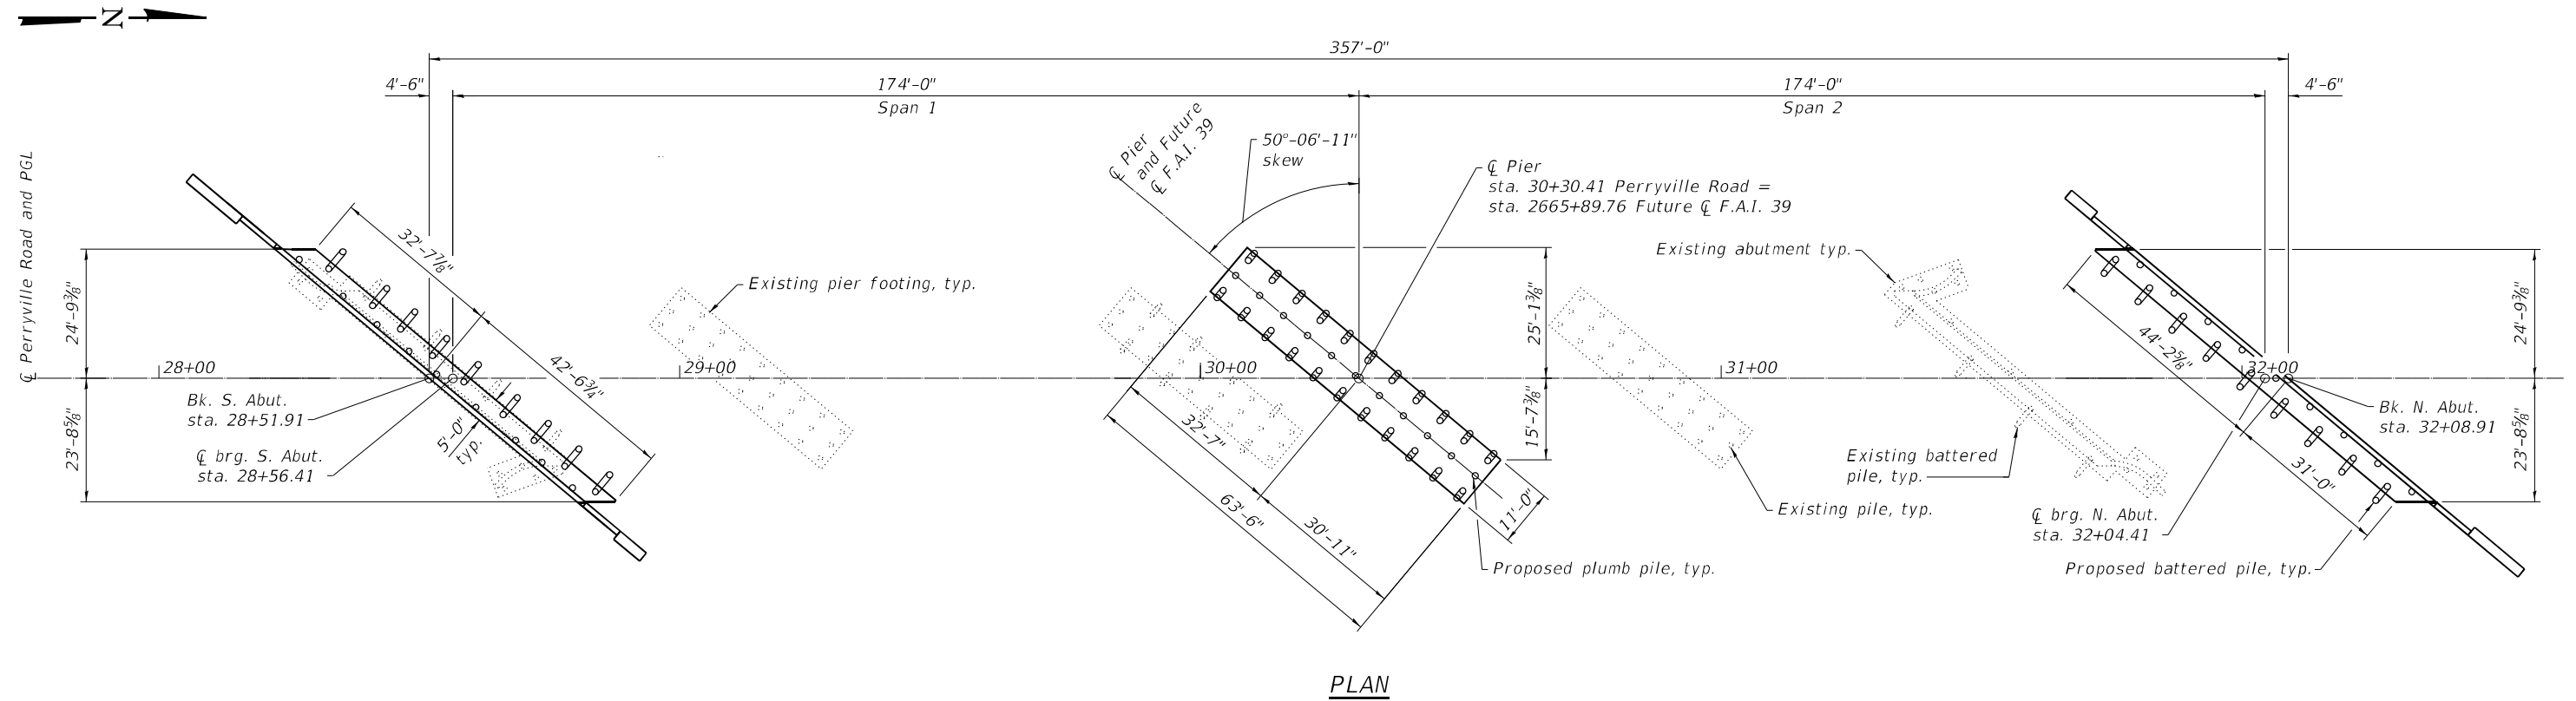 N
357'-0"
4'-6"
174'-0"
174'-0"
4'-6"
Span 1
Span 2
℄ Perryville Road and PGL
℄ Pier
and Future
℄ F.A.I. 39
50°-06'-11"
skew
℄ Pier
sta. 30+30.41 Perryville Road =
sta. 2665+89.76 Future ℄ F.A.I. 39
Existing abutment typ.
32'-7⅞"
Existing pier footing, typ.
24'-9⅜"
25'-1⅜"
24'-9⅜"
44'-2⅝"
42'-6¾"
28+00
29+00
30+00
31+00
32+00
Bk. S. Abut.
sta. 28+51.91
23'-8⅝"
5'-0"
typ.
32'-7"
15'-7⅜"
Bk. N. Abut.
sta. 32+08.91
23'-8⅝"
℄ brg. S. Abut.
sta. 28+56.41
Existing battered
pile, typ.
31'-0"
63'-6"
30'-11"
11'-0"
Existing pile, typ.
℄ brg. N. Abut.
sta. 32+04.41
Proposed plumb pile, typ.
Proposed battered pile, typ.
PLAN